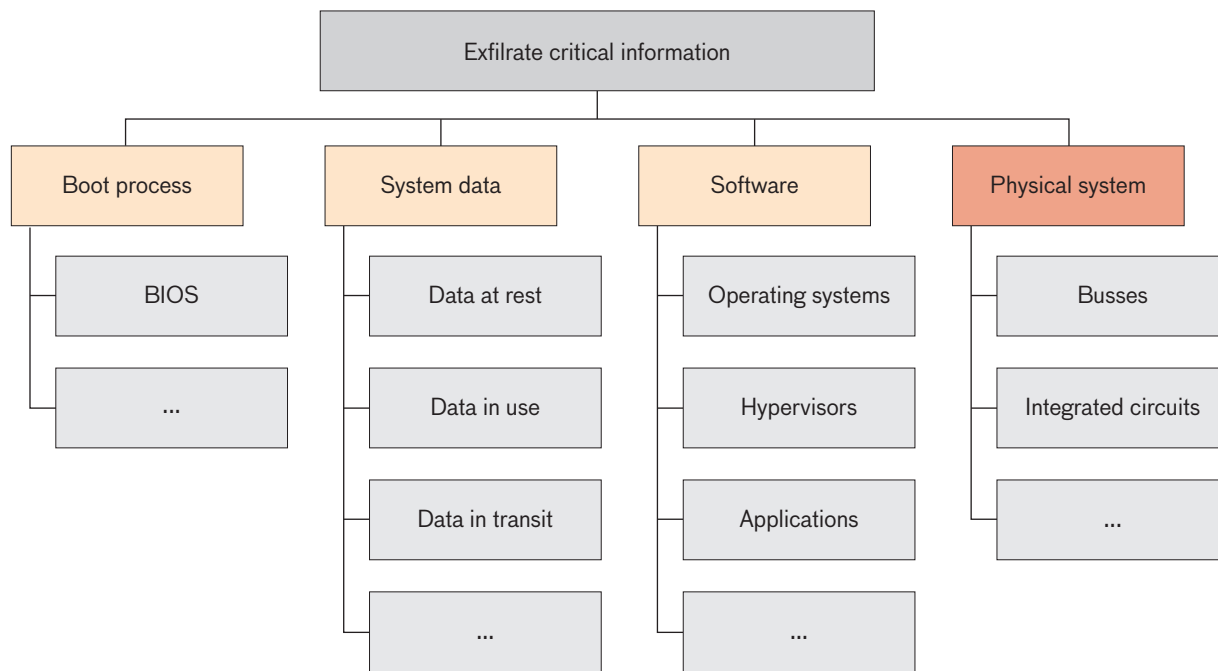 Exfilrate critical information
Boot process
System data
Software
Physical system
BIOS
Data at rest
Operating systems
Busses
...
Data in use
Hypervisors
Integrated circuits
Data in transit
Applications
...
...
...